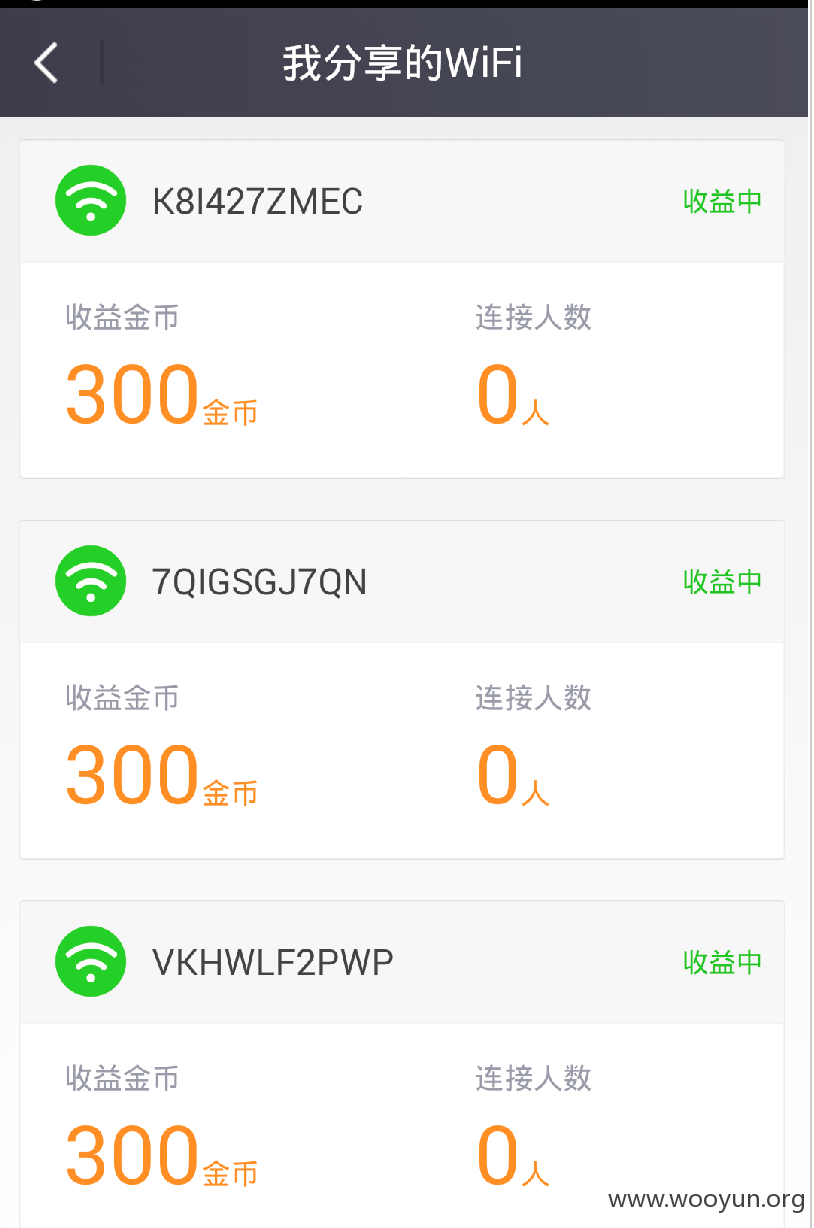 我分享的WiFi
K8I427ZMEC 收益中
收益金币 连接人数
300金币 0人
7QIGSGJ7QN 收益中
收益金币 连接人数
300金币 0人
VKHWLF2PWP 收益中
收益金币 连接人数
300金币 0人
www.wooyun.org